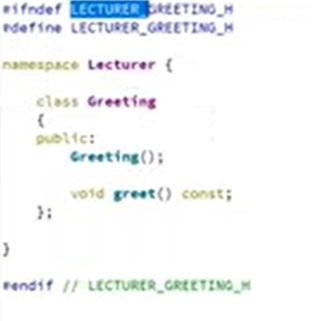 #ifndef LECTURER_GREETING_H
#define LECTURER_GREETING_H
namespace Lecturer {
class Greeting
{
public:
Greeting();
void greet() const;
};
}
#endif // LECTURER_GREETING_H